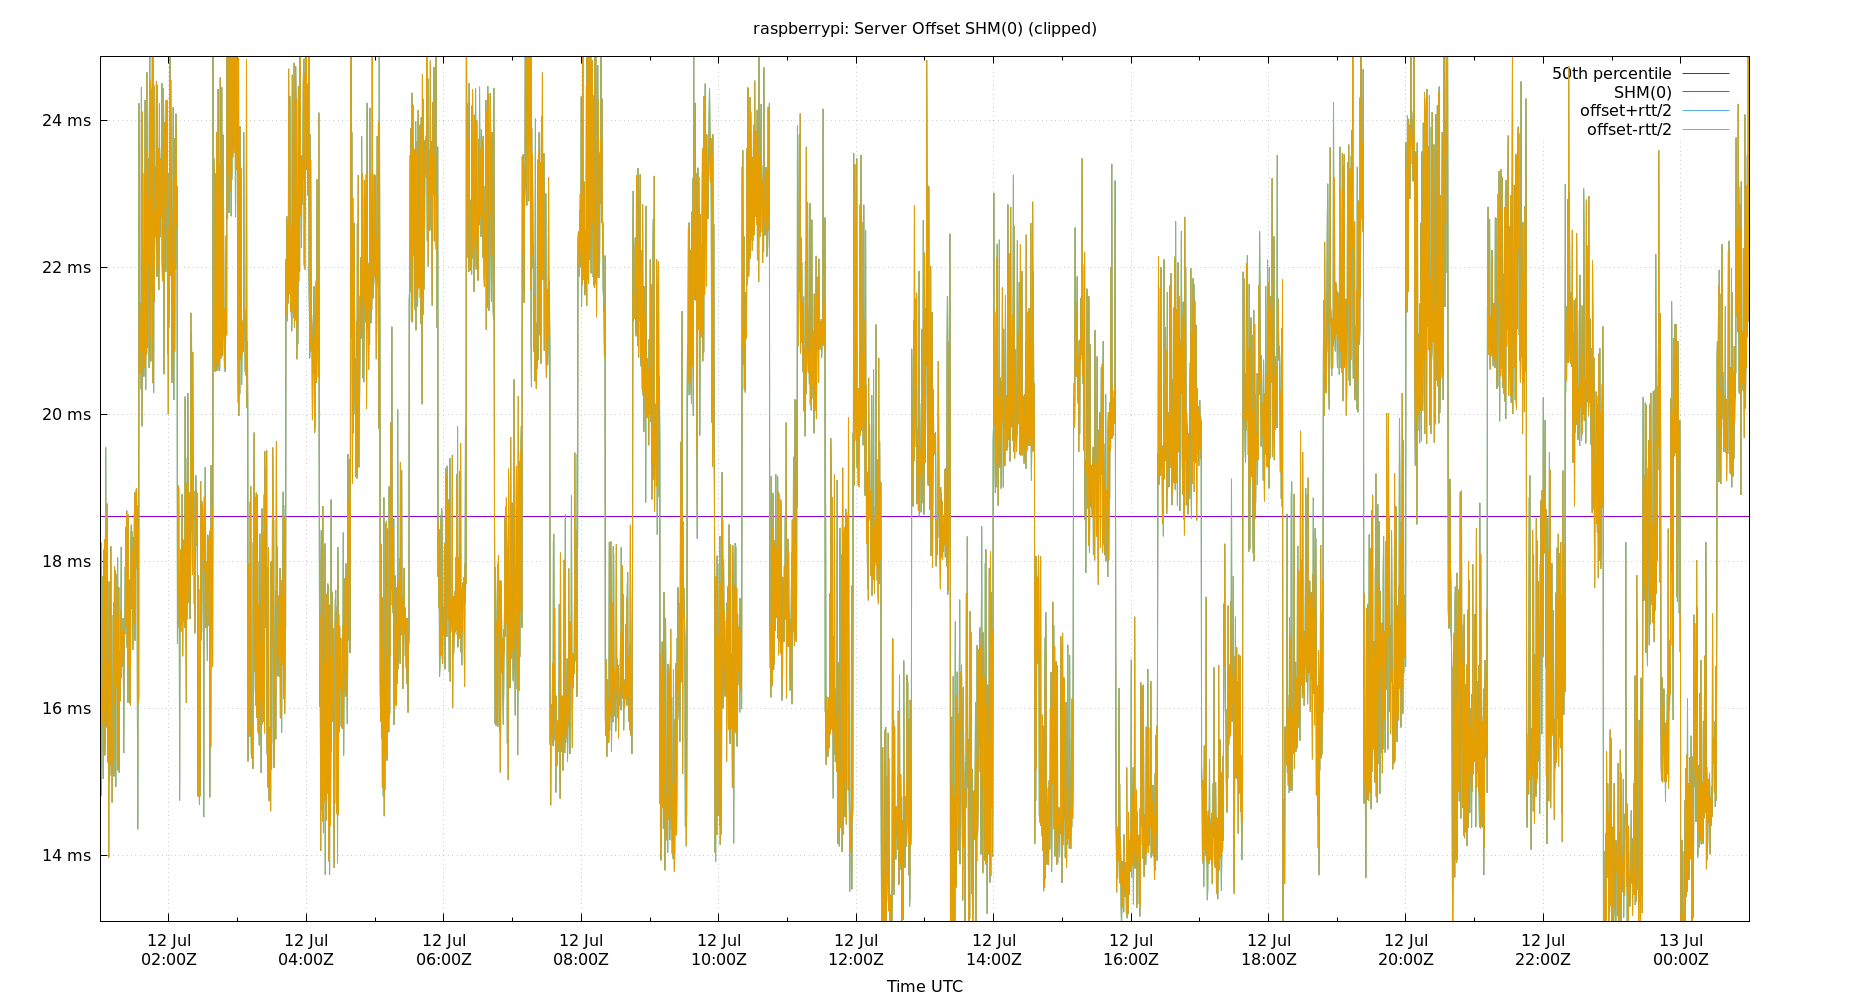 raspberrypi: Server Offset SHM(0) (clipped)
50th percentile
SHM(0)
offset+rtt/2
offset-rtt/2
24 ms
22 ms
20 ms
18 ms
16 ms
14 ms
12 Jul 12 Jul 12 Jul 12 Jul 12 Jul 12 Jul 12 Jul 12 Jul 12 Jul 12 Jul 12 Jul 13 Jul
02:00Z 04:00Z 06:00Z 08:00Z 10:00Z 12:00Z 14:00Z 16:00Z 18:00Z 20:00Z 22:00Z 00:00Z
Time UTC